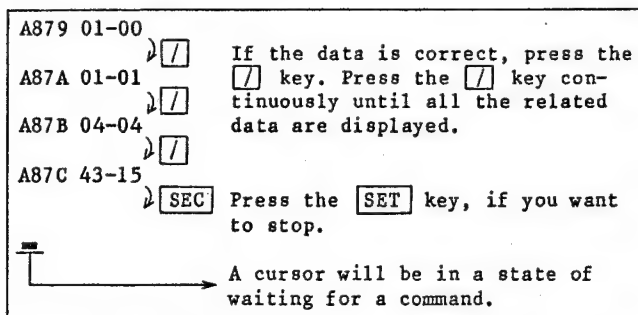 A879 01-00
[/] If the data is correct, press the
A87A 01-01 [/] key. Press the [/] key con-
[/] tinuously until all the related
A87B 04-04 data are displayed.
[/]
A87C 43-15
[SEC] Press the [SET] key, if you want
to stop.
A cursor will be in a state of
waiting for a command.